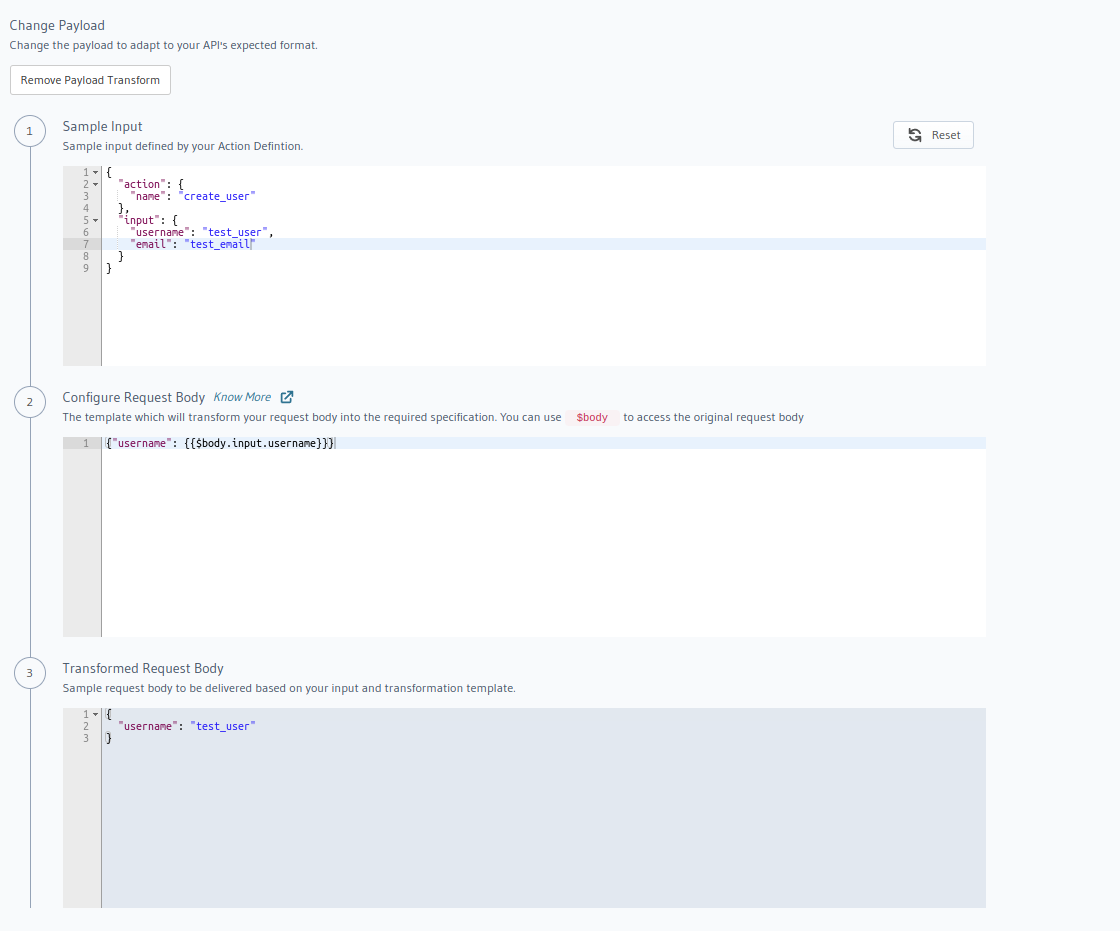 Change Payload
Change the payload to adapt to your API's expected format.
Remove Payload Transform
1
Sample Input
Sample input defined by your Action Defintion.
Reset
1 {
2 "action": {
3 "name": "create_user"
4 },
5 "input": {
6 "username": "test_user",
7 "email": "test_email"
8 }
9 }
2
Configure Request Body Know More
The template which will transform your request body into the required specification. You can use $body to access the original request body
1 {"username": {{$body.input.username}}}
3
Transformed Request Body
Sample request body to be delivered based on your input and transformation template.
1 {
2 "username": "test_user"
3 }